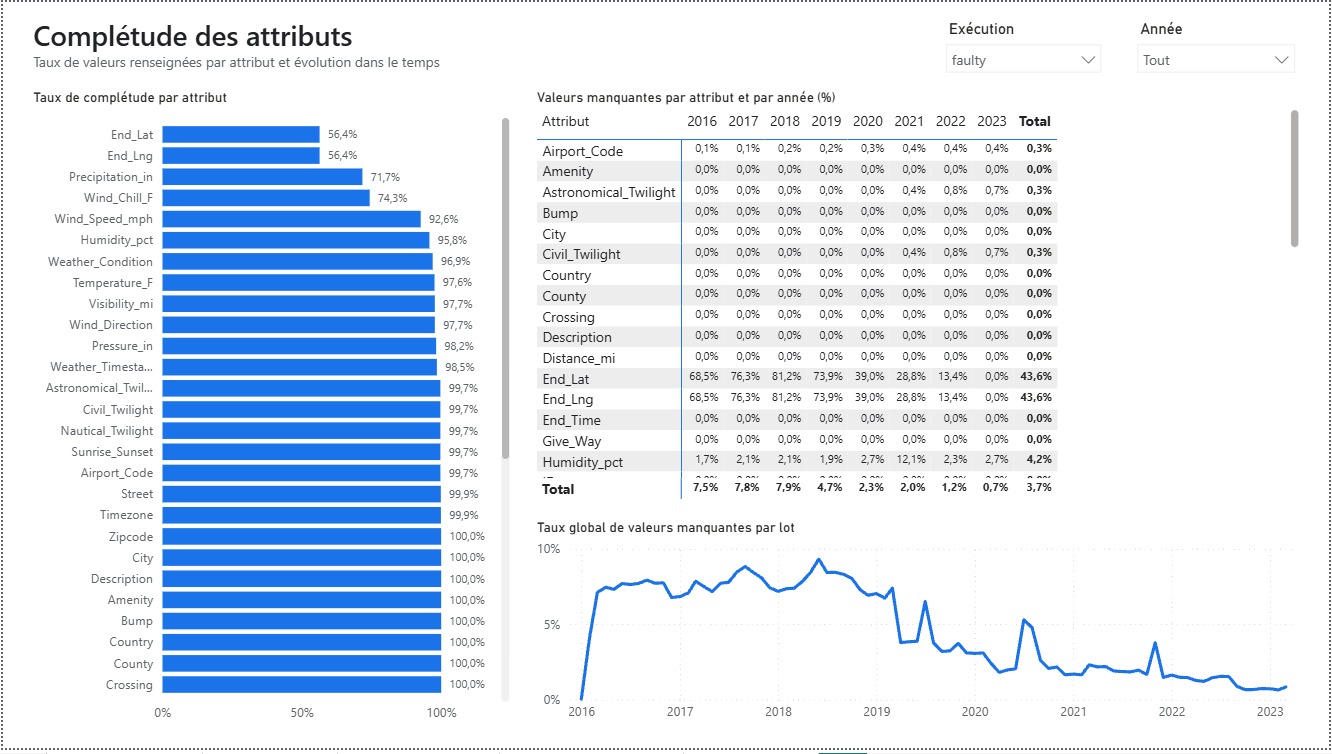 Complétude des attributs
Taux de valeurs renseignées par attribut et évolution dans le temps
Exécution
faulty
Année
Tout
Taux de complétude par attribut
End_Lat 56,4%
End_Lng 56,4%
Precipitation_in 71,7%
Wind_Chill_F 74,3%
Wind_Speed_mph 92,6%
Humidity_pct 95,8%
Weather_Condition 96,9%
Temperature_F 97,6%
Visibility_mi 97,7%
Wind_Direction 97,7%
Pressure_in 98,2%
Weather_Timesta... 98,5%
Astronomical_Twil... 99,7%
Civil_Twilight 99,7%
Nautical_Twilight 99,7%
Sunrise_Sunset 99,7%
Airport_Code 99,7%
Street 99,9%
Timezone 99,9%
Zipcode 100,0%
City 100,0%
Description 100,0%
Amenity 100,0%
Bump 100,0%
Country 100,0%
County 100,0%
Crossing 100,0%
0% 50% 100%
Valeurs manquantes par attribut et par année (%)
Attribut 2016 2017 2018 2019 2020 2021 2022 2023 Total
Airport_Code 0,1% 0,1% 0,2% 0,2% 0,3% 0,4% 0,4% 0,4% 0,3%
Amenity 0,0% 0,0% 0,0% 0,0% 0,0% 0,0% 0,0% 0,0% 0,0%
Astronomical_Twilight 0,0% 0,0% 0,0% 0,0% 0,0% 0,4% 0,8% 0,7% 0,3%
Bump 0,0% 0,0% 0,0% 0,0% 0,0% 0,0% 0,0% 0,0% 0,0%
City 0,0% 0,0% 0,0% 0,0% 0,0% 0,0% 0,0% 0,0% 0,0%
Civil_Twilight 0,0% 0,0% 0,0% 0,0% 0,0% 0,4% 0,8% 0,7% 0,3%
Country 0,0% 0,0% 0,0% 0,0% 0,0% 0,0% 0,0% 0,0% 0,0%
County 0,0% 0,0% 0,0% 0,0% 0,0% 0,0% 0,0% 0,0% 0,0%
Crossing 0,0% 0,0% 0,0% 0,0% 0,0% 0,0% 0,0% 0,0% 0,0%
Description 0,0% 0,0% 0,0% 0,0% 0,0% 0,0% 0,0% 0,0% 0,0%
Distance_mi 0,0% 0,0% 0,0% 0,0% 0,0% 0,0% 0,0% 0,0% 0,0%
End_Lat 68,5% 76,3% 81,2% 73,9% 39,0% 28,8% 13,4% 0,0% 43,6%
End_Lng 68,5% 76,3% 81,2% 73,9% 39,0% 28,8% 13,4% 0,0% 43,6%
End_Time 0,0% 0,0% 0,0% 0,0% 0,0% 0,0% 0,0% 0,0% 0,0%
Give_Way 0,0% 0,0% 0,0% 0,0% 0,0% 0,0% 0,0% 0,0% 0,0%
Humidity_pct 1,7% 2,1% 2,1% 1,9% 2,7% 12,1% 2,3% 2,7% 4,2%
Total 7,5% 7,8% 7,9% 4,7% 2,3% 2,0% 1,2% 0,7% 3,7%
Taux global de valeurs manquantes par lot
10%
5%
0%
2016 2017 2018 2019 2020 2021 2022 2023